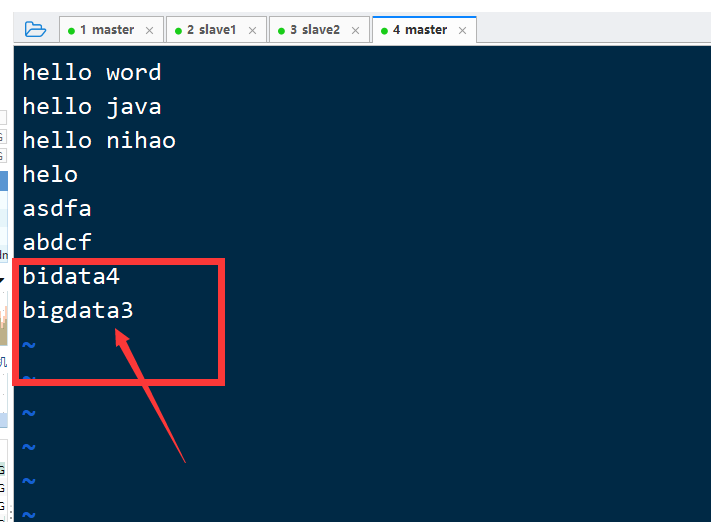 1 master
2 slave1
3 slave2
4 master
hello word
hello java
hello nihao
helo
asdfa
abdcf
bidata4
bigdata3
~
~
~
~
~
~